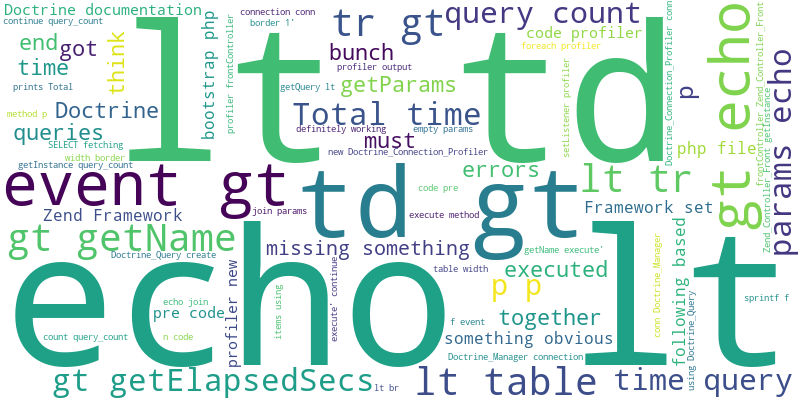 Doctrine documentation
connection conn
continue query_count
border 1'
tr gt
query count
end
got
think
bootstrap php
profiler frontController
bunch
profiler output
code profiler
foreach profiler
lt td
Doctrine_Connection_Profiler conn
gt echo
frontController Zend_Controller_Front
Zend_Controller_Front getInstance
time
prints Total
getQuery lt
getParams
setListener profiler
p
method p
Doctrine
Total time
queries
definitely working
empty params
must
SELECT fetching
new Doctrine_Connection_Profiler
php file
params echo
width border
getInstance query_count
errors
event gt
td gt
lt tr
code pre
Zend Framework
join params
execute method
Framework set
gt getName
missing something
getName execute'
Doctrine_Query create
table width
executed
conn Doctrine_Manager
following based
echo lt
profiler new
items using
execute' continue
p p
echo join
pre code
together
sprintf f
f event
count query_count
n code
something obvious
Doctrine_Manager connection
using Doctrine_Query
gt getElapsedSecs
lt br
lt table
time query